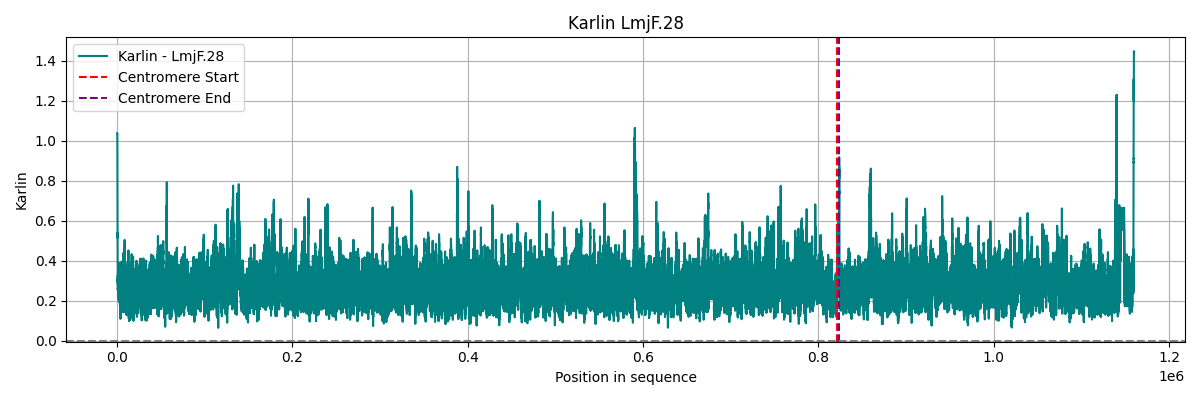 Karlin LmjF.28
Karlin - LmjF.28
Centromere Start
Centromere End
Karlin
1.4
1.2
1.0
0.8
0.6
0.4
0.2
0.0
0.0 0.2 0.4 0.6 0.8 1.0 1.2
1e6
Position in sequence